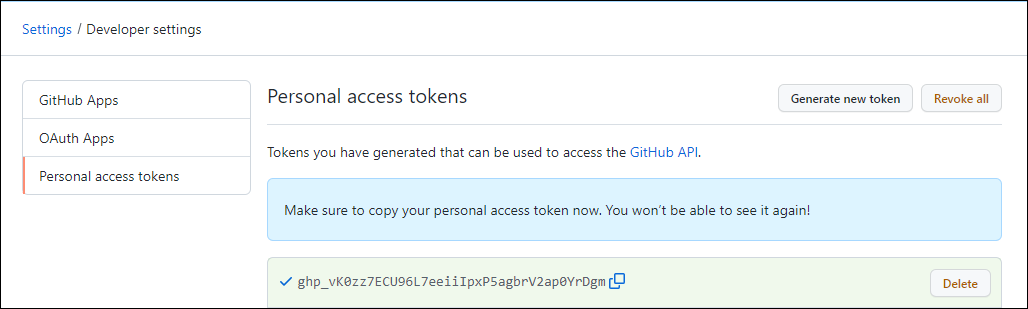 Settings / Developer settings
GitHub Apps
OAuth Apps
Personal access tokens
Personal access tokens
Generate new token
Revoke all
Tokens you have generated that can be used to access the GitHub API.
Make sure to copy your personal access token now. You won't be able to see it again!
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
Delete